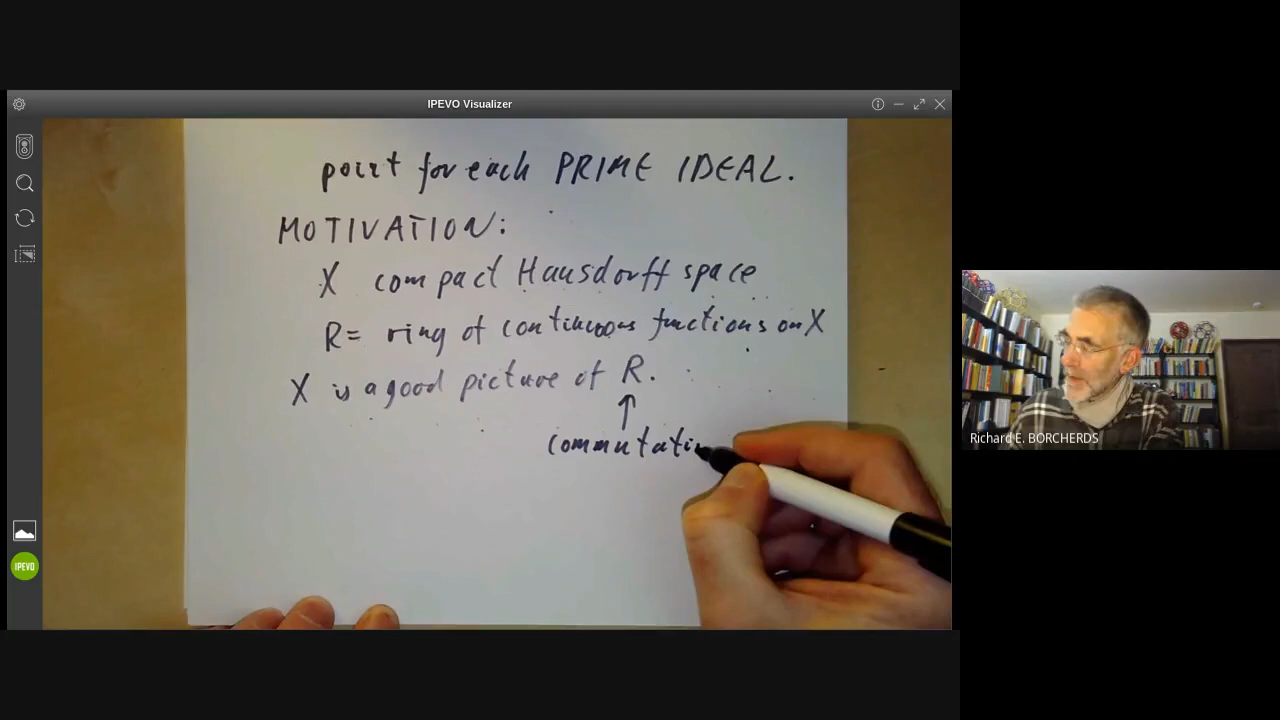 IPEVO Visualizer
point for each PRIME IDEAL.
MOTIVATION:
X compact Hausdorff space
R = ring of continuous functions on X
X is a good picture of R.
↑
commutati
IPEVO
Richard E. BORCHERDS